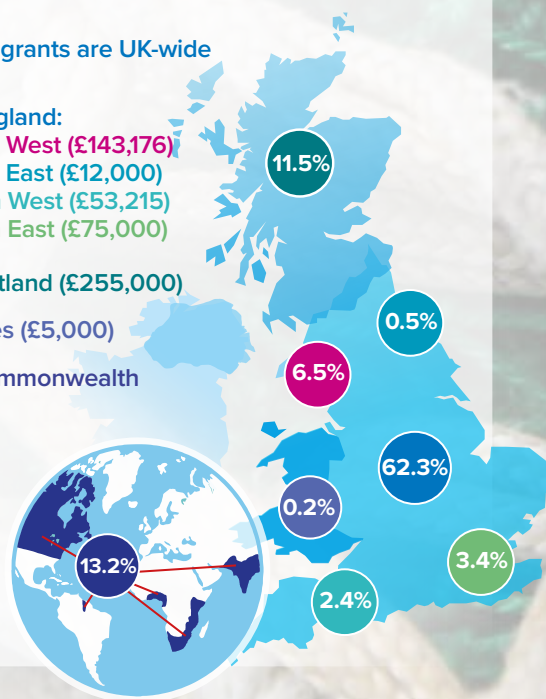 grants are UK-wide
gland:
West (£143,176)
East (£12,000)
West (£53,215)
East (£75,000)
tland (£255,000)
es (£5,000)
mmonwealth
11.5%
0.5%
6.5%
62.3%
0.2%
3.4%
2.4%
13.2%